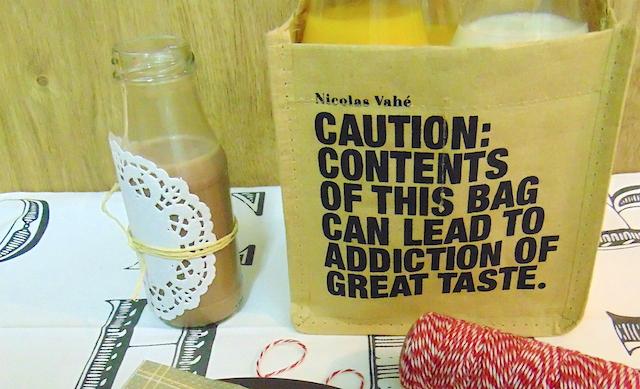 Nicolas Vahé
CAUTION:
CONTENTS
OF THIS BAG
CAN LEAD TO
ADDICTION OF
GREAT TASTE.